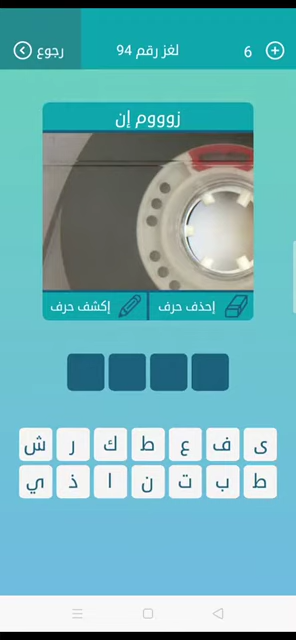 رجوع لغز رقم 94 6
زوووم إن
إحذف حرف إكشف حرف
ى ف ع ط ك ر ش
ط ب ت ن ا ذ ي